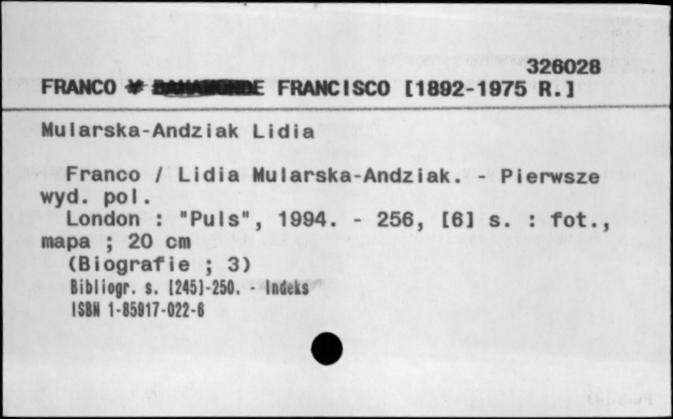 326028
FRANCO Y BAHAMONDE FRANCISCO [1892-1975 R.]
Mularska-Andziak Lidia
Franco / Lidia Mularska-Andziak. - Pierwsze
wyd. pol.
London : "Puls", 1994. - 256, [6] s. : fot.,
mapa ; 20 cm
(Biografie ; 3)
Bibliogr. s. [245]-250. - Indeks
ISBN 1-85917-022-6